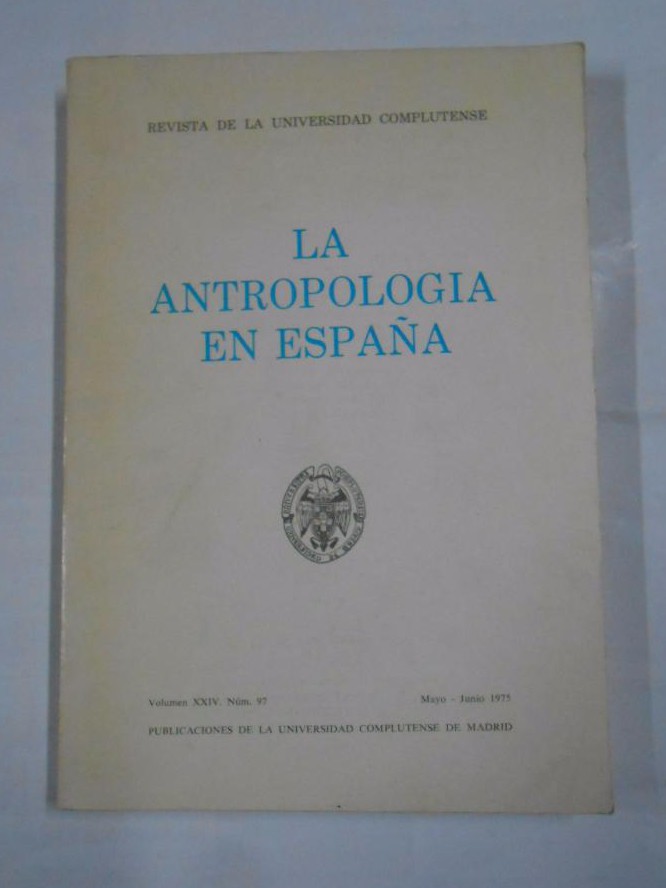 REVISTA DE LA UNIVERSIDAD COMPLUTENSE
LA
ANTROPOLOGIA
EN ESPAÑA
Volumen XXIV. Núm. 97
Mayo - Junio 1975
PUBLICACIONES DE LA UNIVERSIDAD COMPLUTENSE DE MADRID